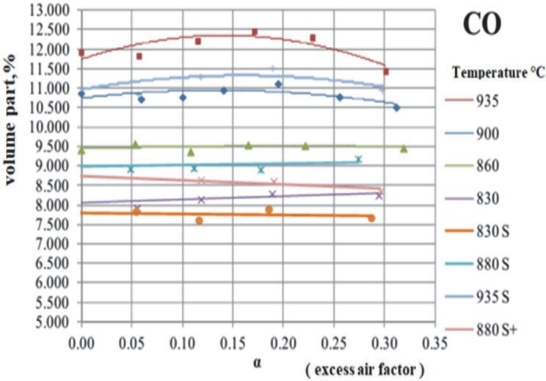 CO
13.000
12.500
12.000
11.500
11.000
10.500
10.000
9.500
9.000
8.500
8.000
7.500
7.000
6.500
6.000
5.500
5.000
volume part,%
0.00 0.05 0.10 0.15 0.20 0.25 0.30 0.35
α ( excess air factor )
Temperature °C
935
900
860
830
830 S
880 S
935 S
880 S+